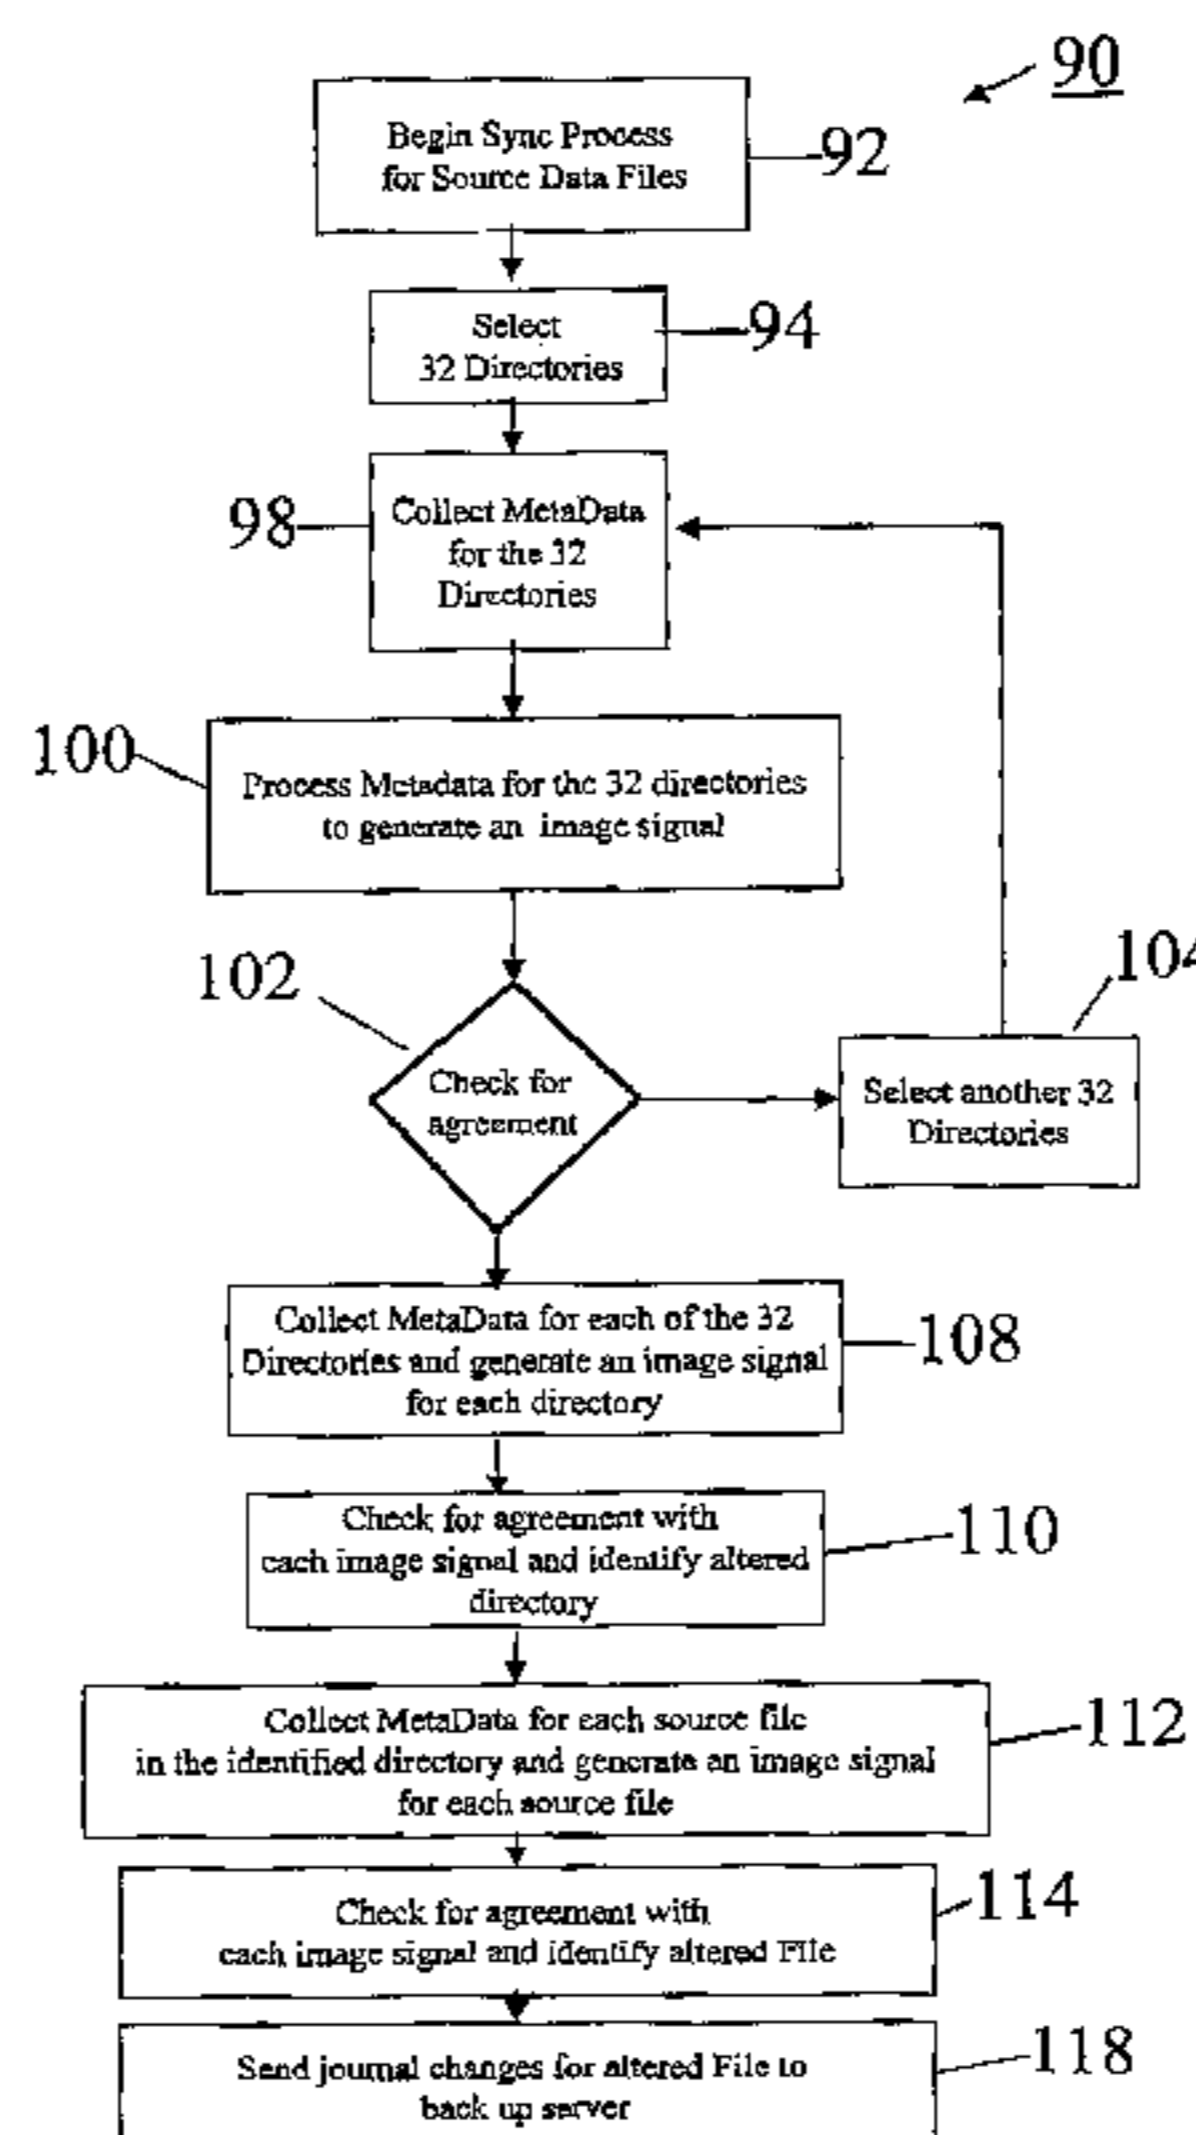 90
Begin Sync Process
for Source Data Files
92
Select
32 Directories
94
98
Collect MetaData
for the 32
Directories
100
Process Metadata for the 32 directories
to generate an image signal
102
Check for
agreement
104
Select another 32
Directories
Collect MetaData for each of the 32
Directories and generate an image signal
for each directory
108
Check for agreement with
each image signal and identify altered
directory
110
Collect MetaData for each source file
in the identified directory and generate an image signal
for each source file
112
Check for agreement with
each image signal and identify altered File
114
Send journal changes for altered File to
back up server
118